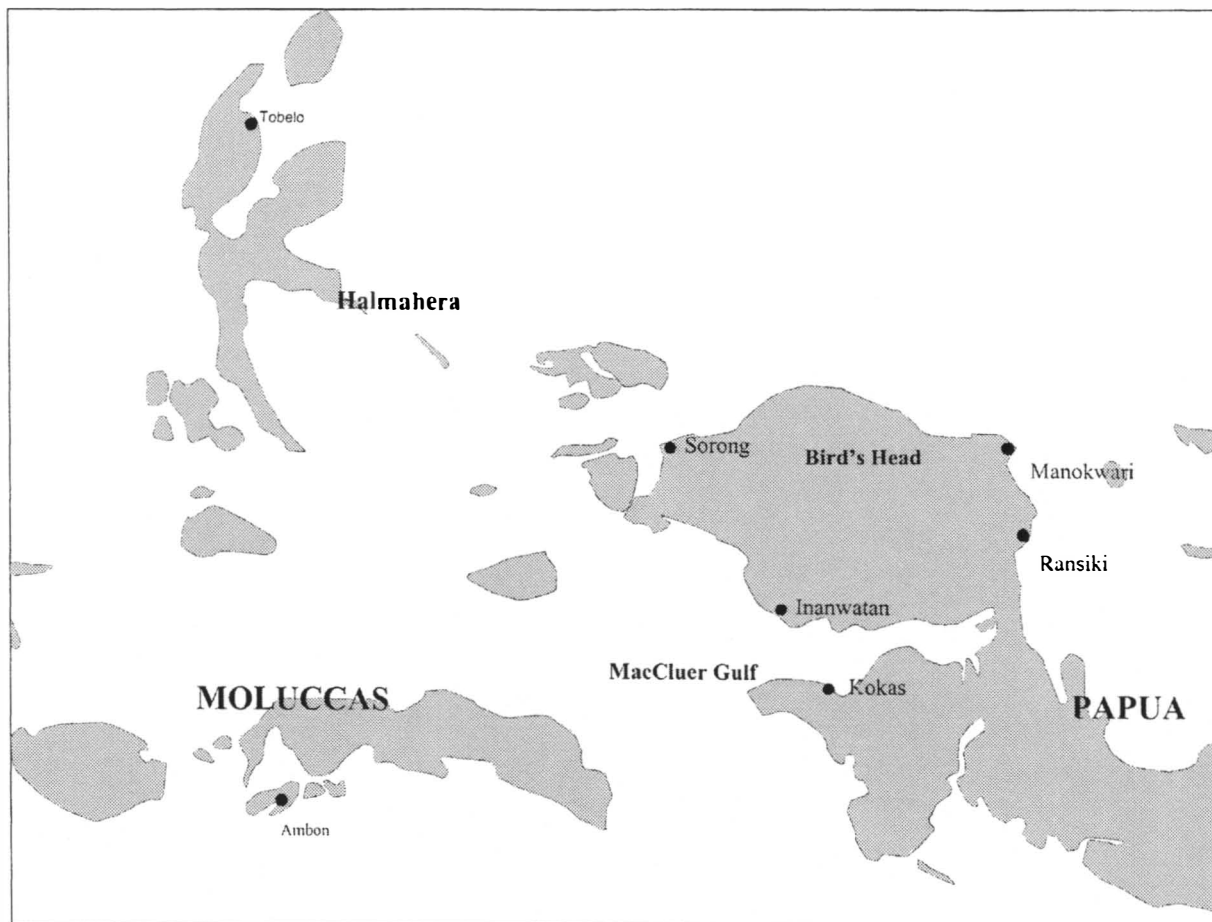 Tobelo
Halmahera
Sorong
Bird's Head
Manokwari
Ransiki
Inanwatan
MacCluer Gulf
Kokas
MOLUCCAS
PAPUA
Ambon